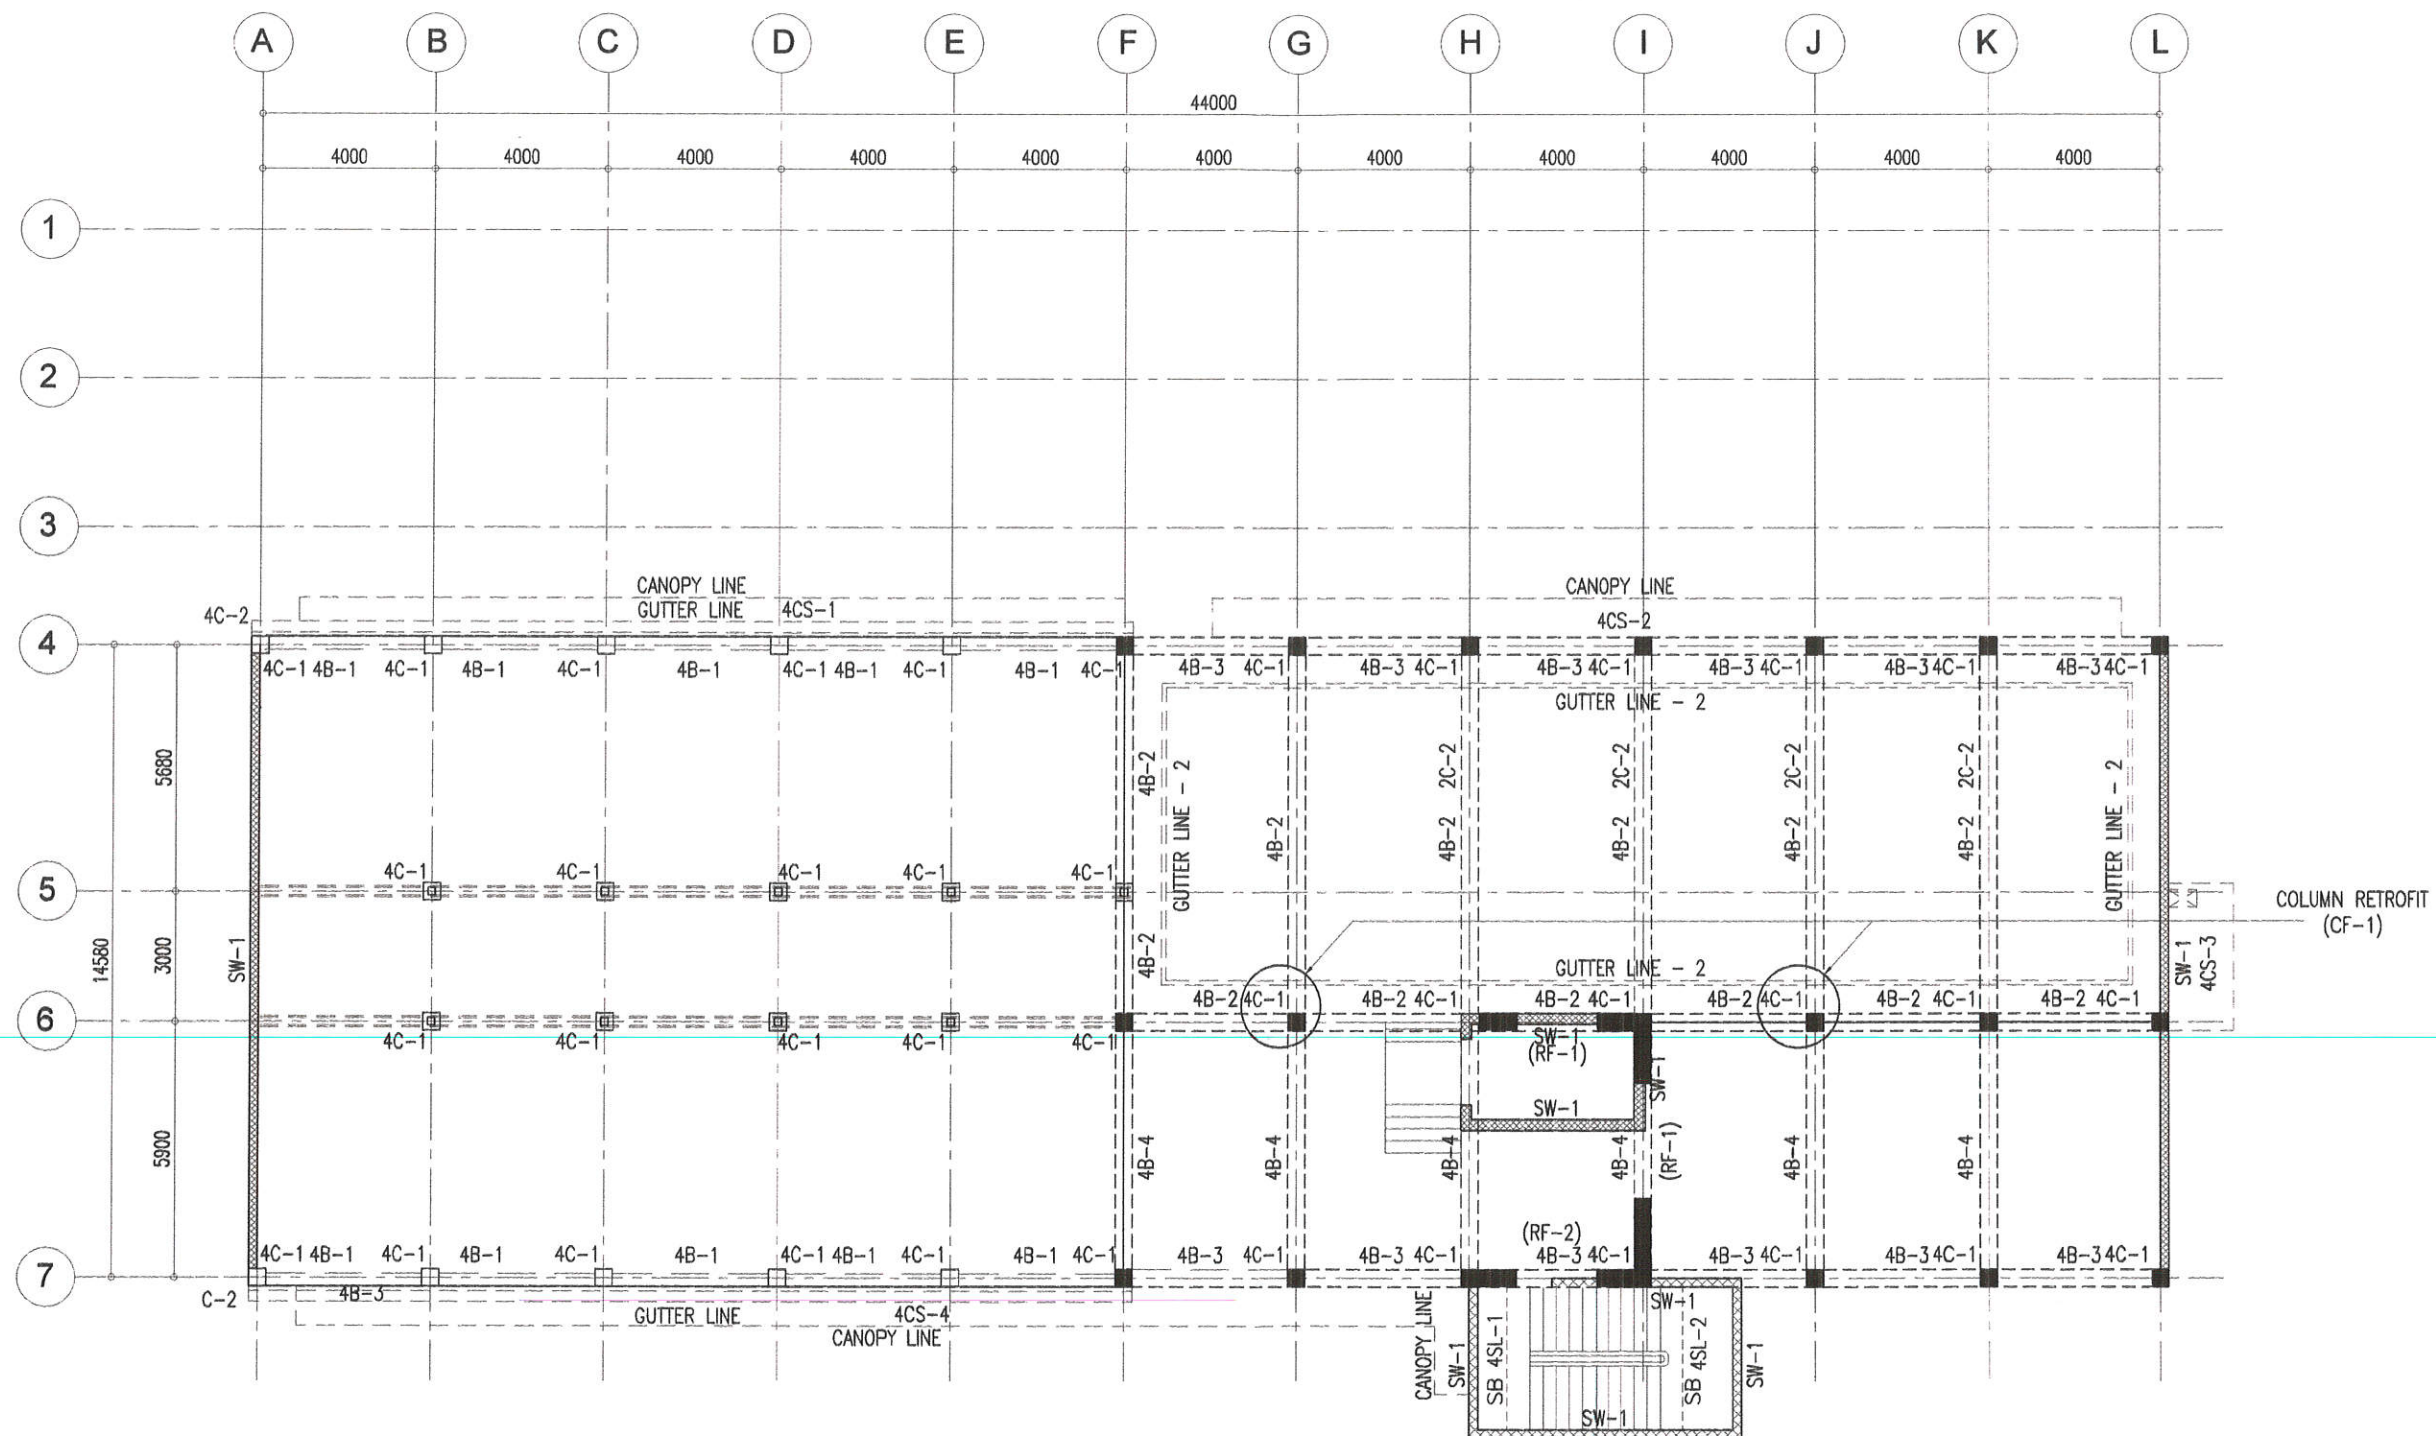 A B C D E F G H I J K L
44000
4000 4000 4000 4000 4000 4000 4000 4000 4000 4000 4000
1
2
3
CANOPY LINE CANOPY LINE
4C-2 GUTTER LINE 4CS-1 4CS-2
4
4C-1 4B-1 4C-1 4B-1 4C-1 4B-1 4C-1 4B-1 4C-1 4B-1 4C-1 4B-3 4C-1 4B-3 4C-1 4B-3 4C-1 4B-3 4C-1 4B-3 4C-1 4B-3 4C-1
GUTTER LINE - 2
5680
4B-2
GUTTER LINE - 2
4B-2
2C-2
4B-2
2C-2
4B-2
2C-2
4B-2
2C-2
4B-2
GUTTER LINE - 2
4C-1 4C-1 4C-1 4C-1 4C-1
5
COLUMN RETROFIT
(CF-1)
14580
3000
SW-1
4B-2
SW-1
4CS-3
GUTTER LINE - 2
4B-2 4C-1 4B-2 4C-1 4B-2 4C-1 4B-2 4C-1 4B-2 4C-1 4B-2 4C-1
6
4C-1 4C-1 4C-1 4C-1 4C-1
SW-1
(RF-1)
SW-1
SW-1
5900
4B-4
4B-4
4B-4
4B-4
(RF-1)
4B-4
4B-4
(RF-2)
4C-1 4B-1 4C-1 4B-1 4C-1 4B-1 4C-1 4B-1 4C-1 4B-1 4C-1 4B-3 4C-1 4B-3 4C-1 4B-3 4C-1 4B-3 4C-1 4B-3 4C-1 4B-3 4C-1
7
C-2 4B=3
GUTTER LINE 4CS-4
CANOPY LINE
CANOPY LINE
SW-1
SB 4SL-1
SW-1
SB 4SL-2
SW-1
SW-1